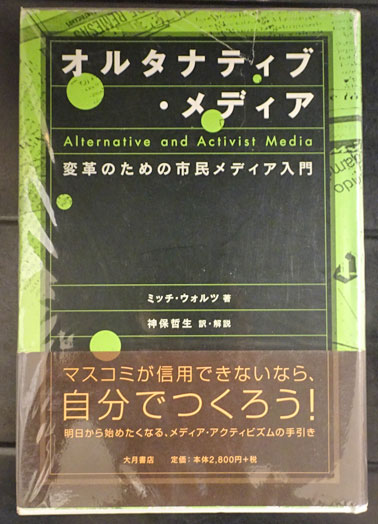 オルタナティブ
・メディア
Alternative and Activist Media
変革のための市民メディア入門
ミッチ・ウォルツ 著
神保哲生 訳・解説
マスコミが信用できないなら、
自分でつくろう!
明日から始めたくなる、メディア・アクティビズムの手引き
大月書店 定価:本体2,800円+税